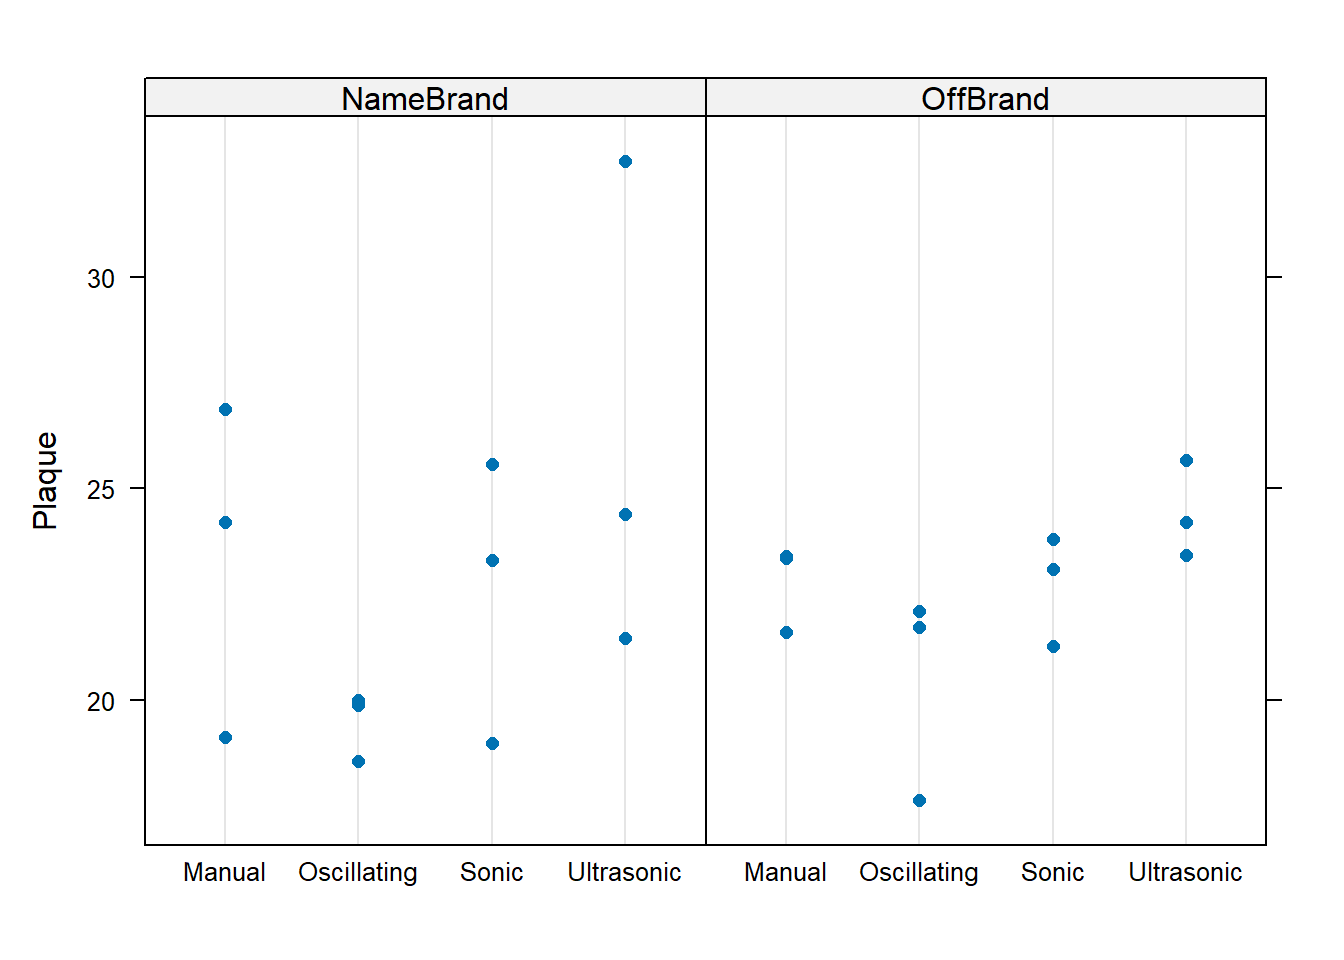 NameBrand OffBrand
Plaque
30
25
20
Manual Oscillating Sonic Ultrasonic Manual Oscillating Sonic Ultrasonic